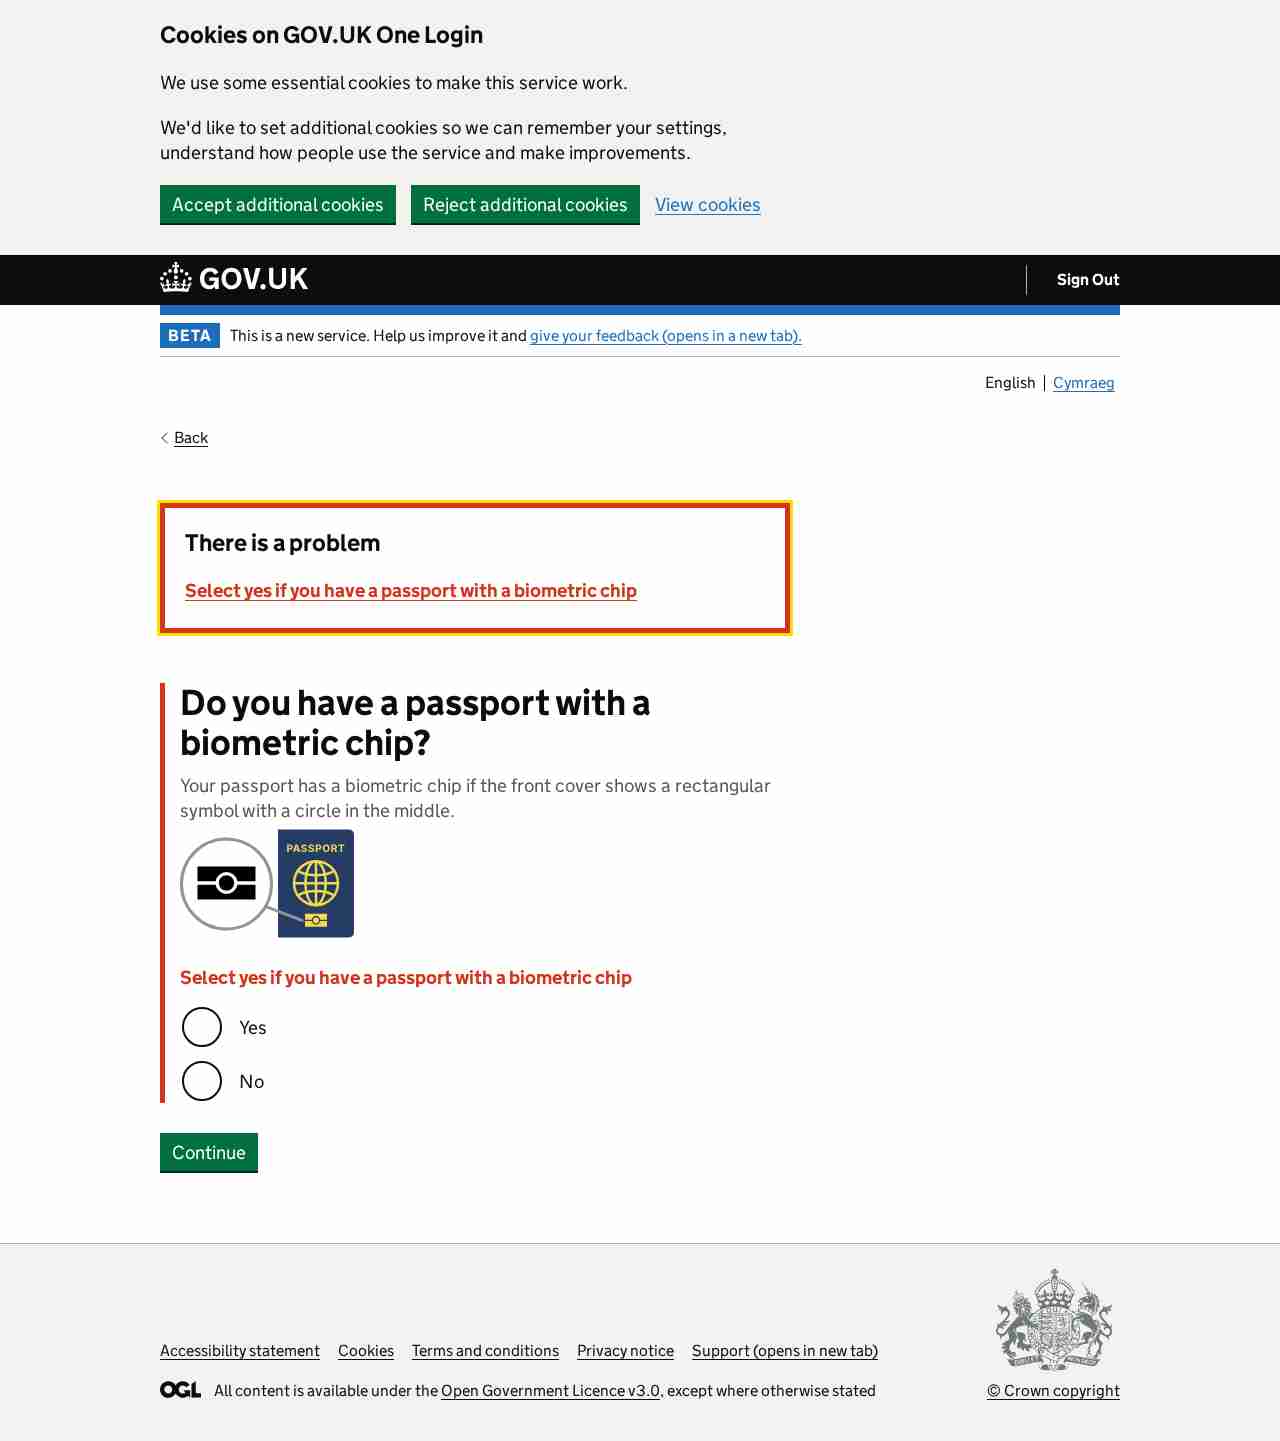 Cookies on GOV.UK One Login
We use some essential cookies to make this service work.
We'd like to set additional cookies so we can remember your settings,
understand how people use the service and make improvements.
Accept additional cookies Reject additional cookies View cookies
GOV.UK Sign Out
BETA This is a new service. Help us improve it and give your feedback (opens in a new tab).
English Cymraeg
Back
There is a problem
Select yes if you have a passport with a biometric chip
Do you have a passport with a
biometric chip?
Your passport has a biometric chip if the front cover shows a rectangular
symbol with a circle in the middle.
PASSPORT
Select yes if you have a passport with a biometric chip
Yes
No
Continue
Accessibility statement Cookies Terms and conditions Privacy notice Support (opens in new tab)
OGL All content is available under the Open Government Licence v3.0, except where otherwise stated
© Crown copyright